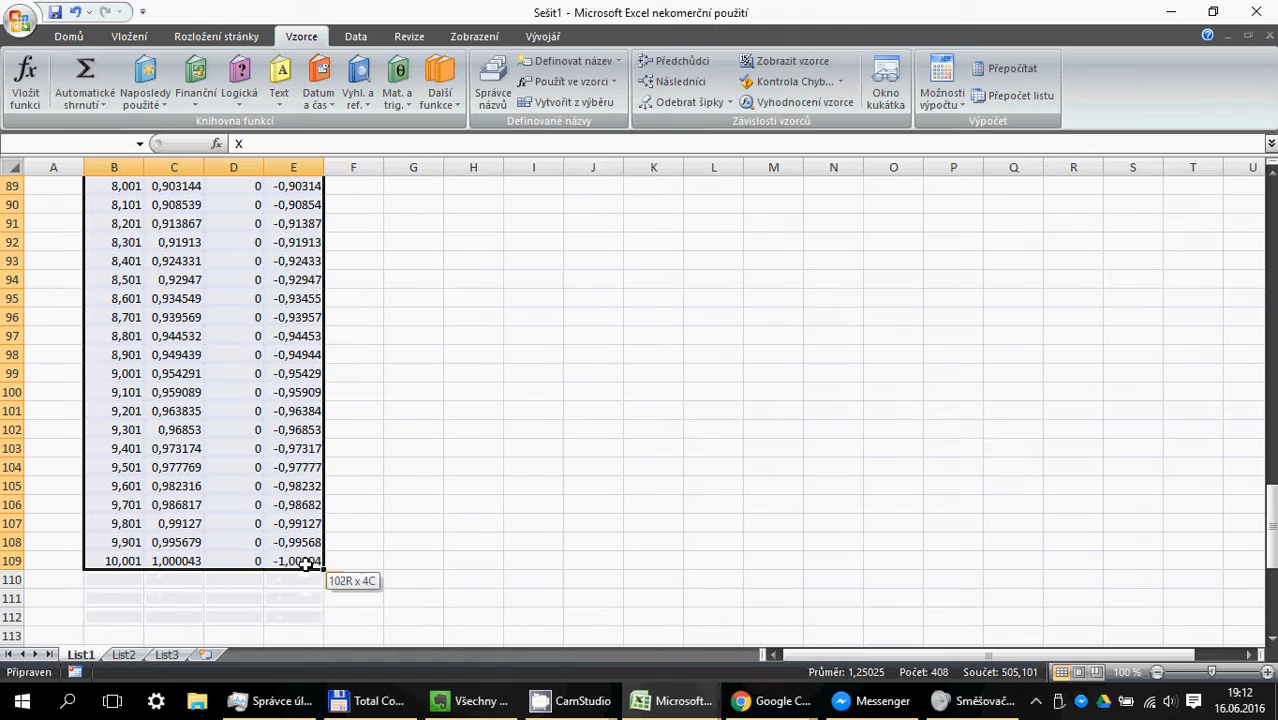 Sešit1 - Microsoft Excel nekomerční použití
Domů Vložení Rozložení stránky Vzorce Data Revize Zobrazení Vývojář
Vložit funkci
Automatické shrnutí
Naposledy použité
Finanční
Logická
Text
Datum a čas
Vyhl. a ref.
Mat. a trig.
Další funkce
Knihovna funkcí
Správce názvů
Definovat název
Použít ve vzorci
Vytvořit z výběru
Definované názvy
Předchůdci
Následníci
Odebrat šipky
Zobrazit vzorce
Kontrola Chyb...
Vyhodnocení vzorce
Závislosti vzorců
Okno kukátka
Možnosti výpočtu
Přepočítat
Přepočet listu
Výpočet
fx X
A B C D E F G H I J K L M N O P Q R S T U
89 8,001 0,903144 0 -0,90314
90 8,101 0,908539 0 -0,90854
91 8,201 0,913867 0 -0,91387
92 8,301 0,91913 0 -0,91913
93 8,401 0,924331 0 -0,92433
94 8,501 0,92947 0 -0,92947
95 8,601 0,934549 0 -0,93455
96 8,701 0,939569 0 -0,93957
97 8,801 0,944532 0 -0,94453
98 8,901 0,949439 0 -0,94944
99 9,001 0,954291 0 -0,95429
100 9,101 0,959089 0 -0,95909
101 9,201 0,963835 0 -0,96384
102 9,301 0,96853 0 -0,96853
103 9,401 0,973174 0 -0,97317
104 9,501 0,977769 0 -0,97777
105 9,601 0,982316 0 -0,98232
106 9,701 0,986817 0 -0,98682
107 9,801 0,99127 0 -0,99127
108 9,901 0,995679 0 -0,99568
109 10,001 1,000043 0 -1,00004
110
102R x 4C
111
112
113
List1 List2 List3
Připraven Průměr: 1,25025 Počet: 408 Součet: 505,101 100 %
Správce úl... Total Co... Všechny ... CamStudio Microsoft... Google C... Messenger Směšovač...
19:12
16.06.2016